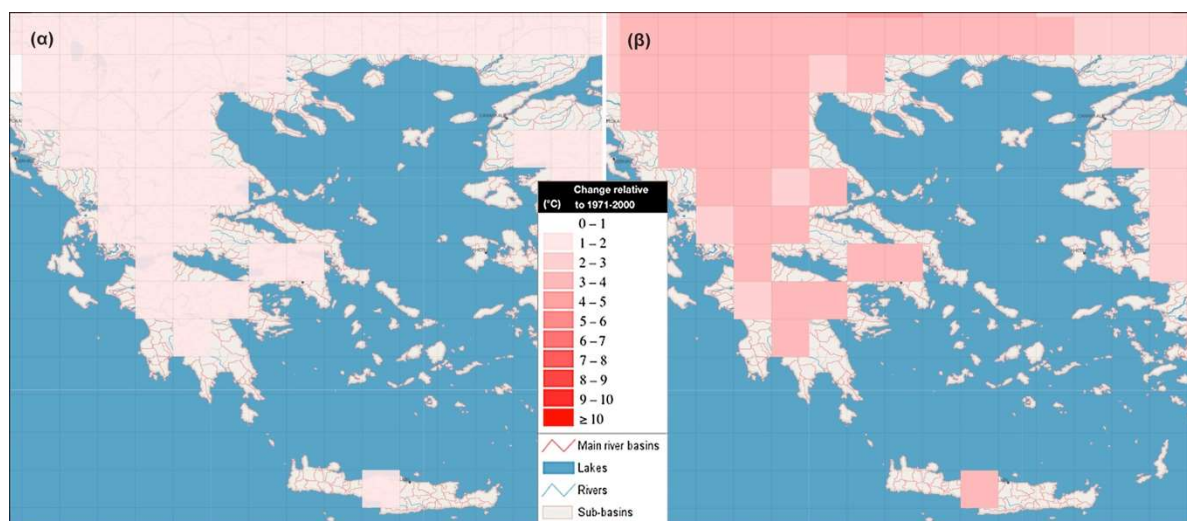 (α)
(β)
(°C) Change relative
to 1971-2000
0 – 1
1 – 2
2 – 3
3 – 4
4 – 5
5 – 6
6 – 7
7 – 8
8 – 9
9 – 10
≥ 10
Main river basins
Lakes
Rivers
Sub-basins